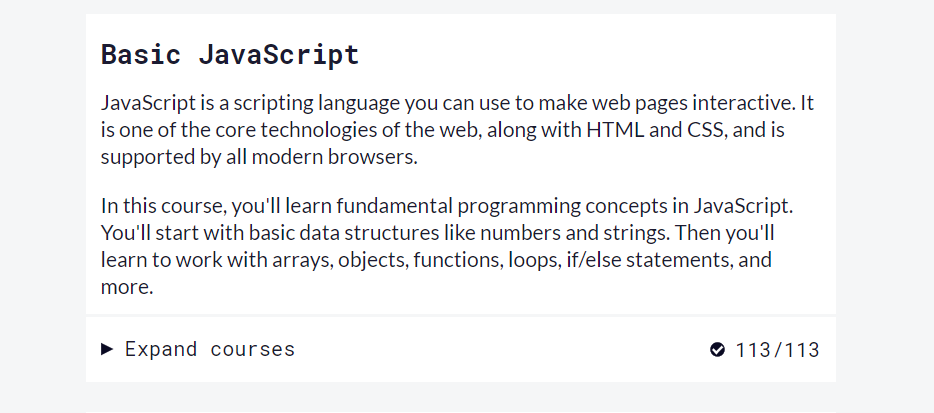 Basic JavaScript
JavaScript is a scripting language you can use to make web pages interactive. It
is one of the core technologies of the web, along with HTML and CSS, and is
supported by all modern browsers.
In this course, you'll learn fundamental programming concepts in JavaScript.
You'll start with basic data structures like numbers and strings. Then you'll
learn to work with arrays, objects, functions, loops, if/else statements, and
more.
Expand courses 113/113